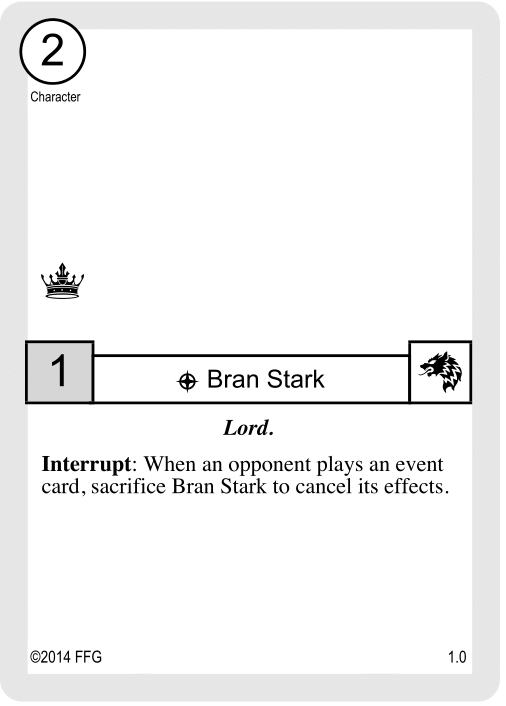 2
Character
1
Bran Stark
Lord.
Interrupt: When an opponent plays an event
card, sacrifice Bran Stark to cancel its effects.
©2014 FFG
1.0